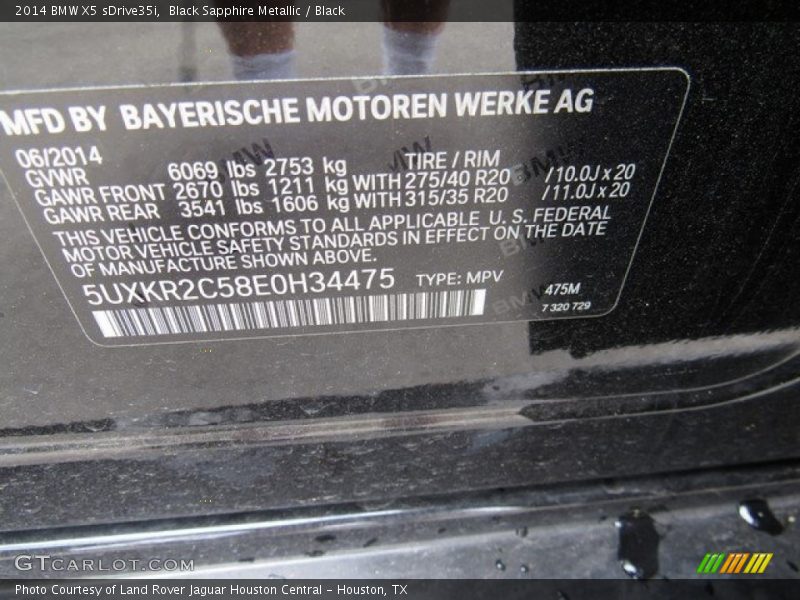 2014 BMW X5 sDrive35i, Black Sapphire Metallic / Black
MFD BY BAYERISCHE MOTOREN WERKE AG
06/2014 TIRE / RIM
GVWR 6069 lbs 2753 kg
GAWR FRONT 2670 lbs 1211 kg WITH 275/40 R20 /10.0J x 20
GAWR REAR 3541 lbs 1606 kg WITH 315/35 R20 /11.0J x 20
THIS VEHICLE CONFORMS TO ALL APPLICABLE U. S. FEDERAL
MOTOR VEHICLE SAFETY STANDARDS IN EFFECT ON THE DATE
OF MANUFACTURE SHOWN ABOVE.
5UXKR2C58E0H34475 TYPE: MPV 475M
7 320 729
GTCARLOT.COM
Photo Courtesy of Land Rover Jaguar Houston Central - Houston, TX